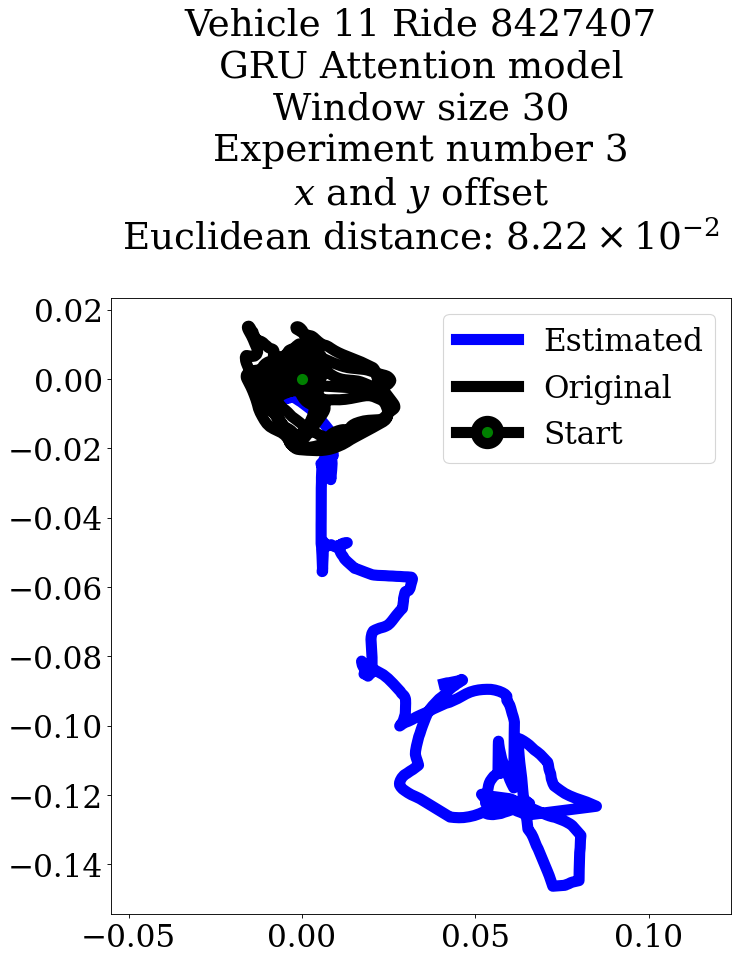 Vehicle 11 Ride 8427407
GRU Attention model
Window size 30
Experiment number 3
x and y offset
Euclidean distance: 8.22 × 10⁻²
0.02
0.00
−0.02
−0.04
−0.06
−0.08
−0.10
−0.12
−0.14
Estimated
Original
Start
−0.05 0.00 0.05 0.10